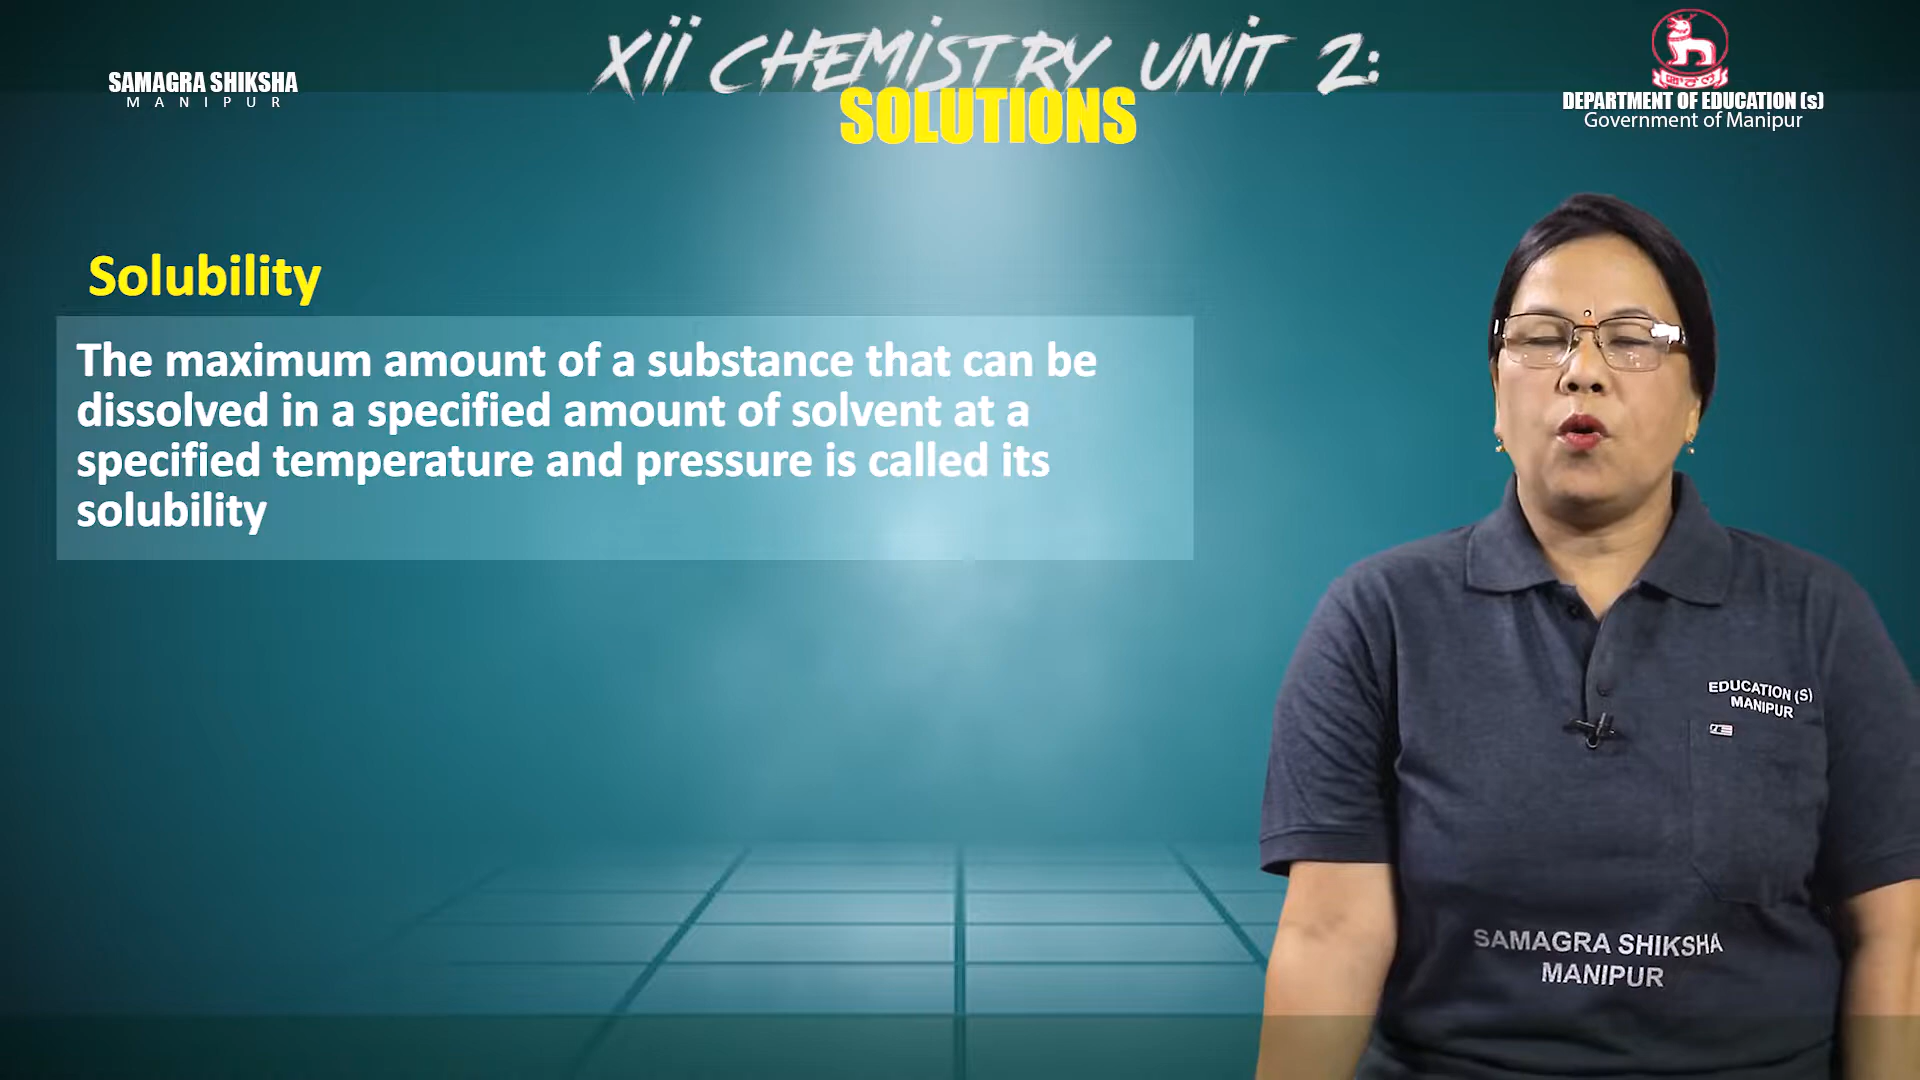 SAMAGRA SHIKSHA
MANIPUR
XII CHEMISTRY UNIT 2:
SOLUTIONS
DEPARTMENT OF EDUCATION (s)
Government of Manipur
Solubility
The maximum amount of a substance that can be
dissolved in a specified amount of solvent at a
specified temperature and pressure is called its
solubility
EDUCATION (S)
MANIPUR
SAMAGRA SHIKSHA
MANIPUR